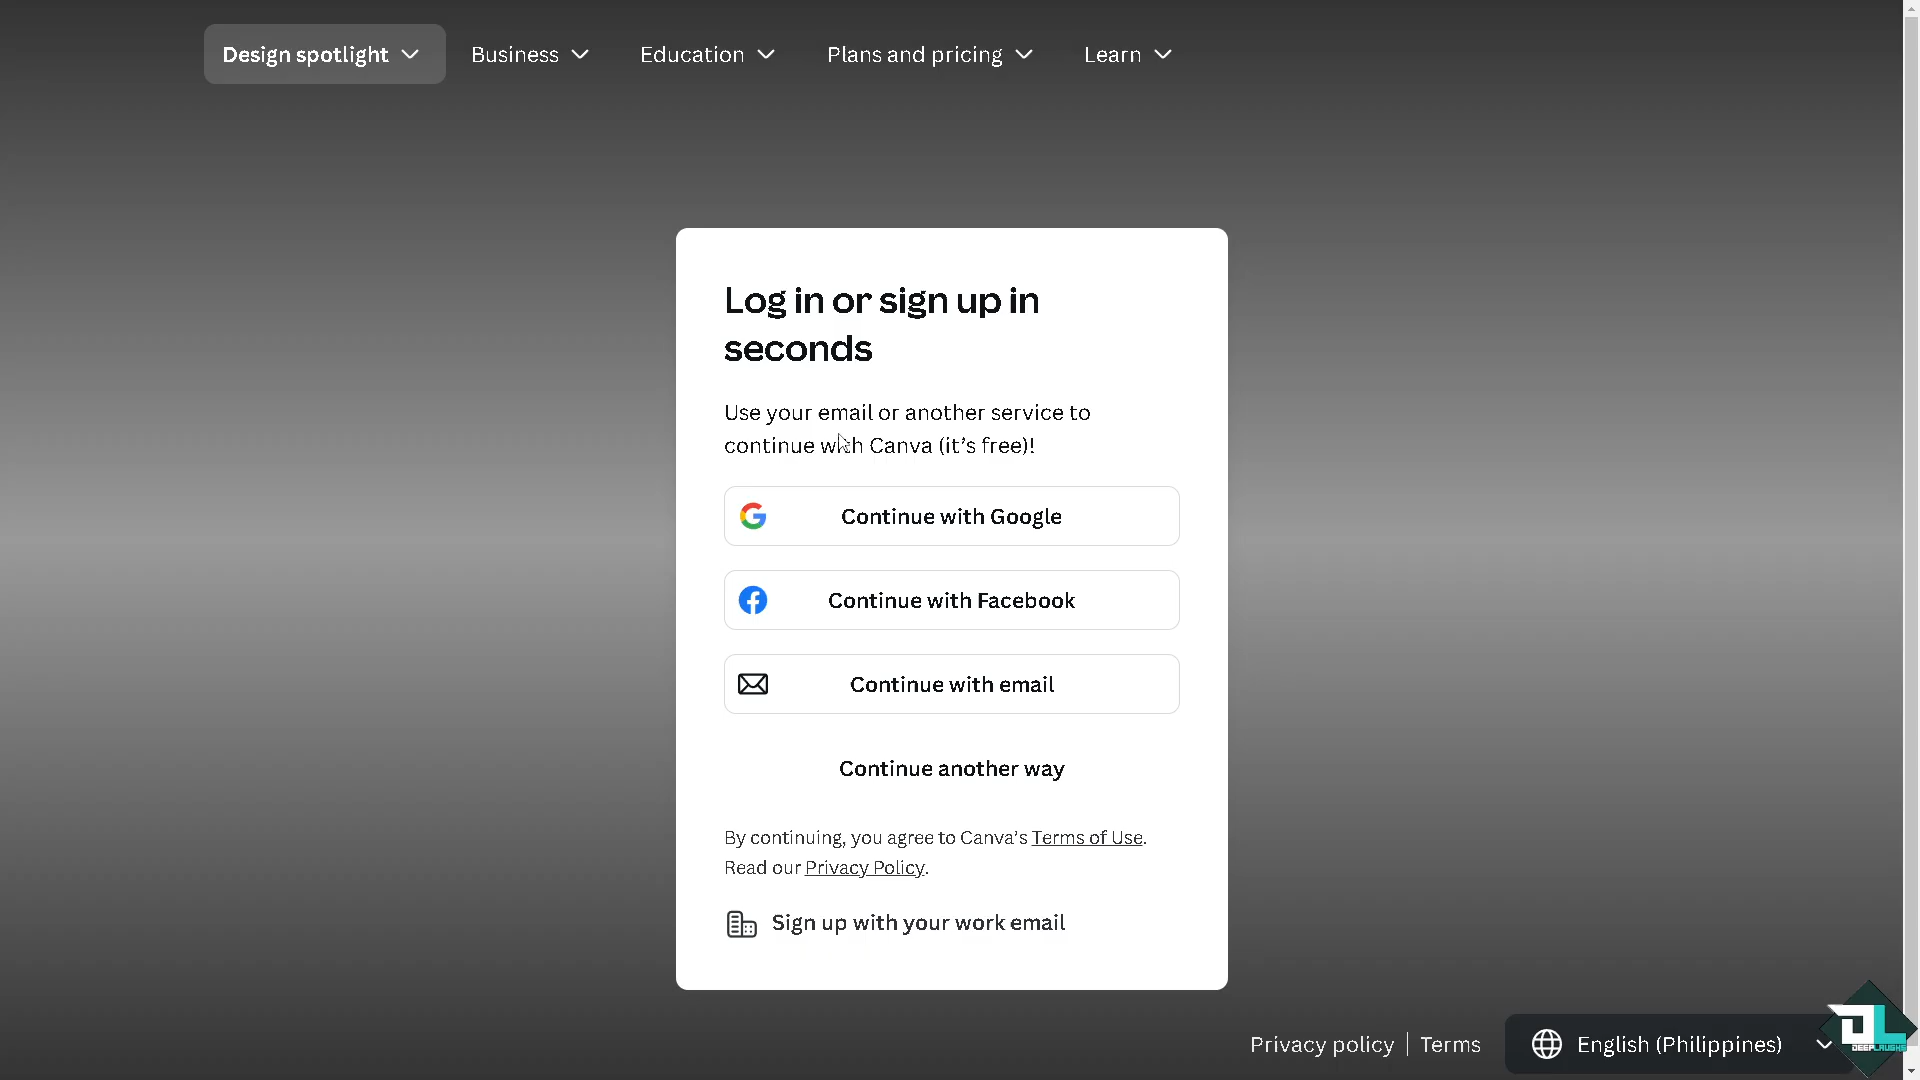 Design spotlight
Business
Education
Plans and pricing
Learn
Log in or sign up in
seconds
Use your email or another service to
continue with Canva (it's free)!
Continue with Google
Continue with Facebook
Continue with email
Continue another way
By continuing, you agree to Canva's Terms of Use.
Read our Privacy Policy.
Sign up with your work email
Privacy policy
Terms
English (Philippines)
DL
DEEPLAUGHS